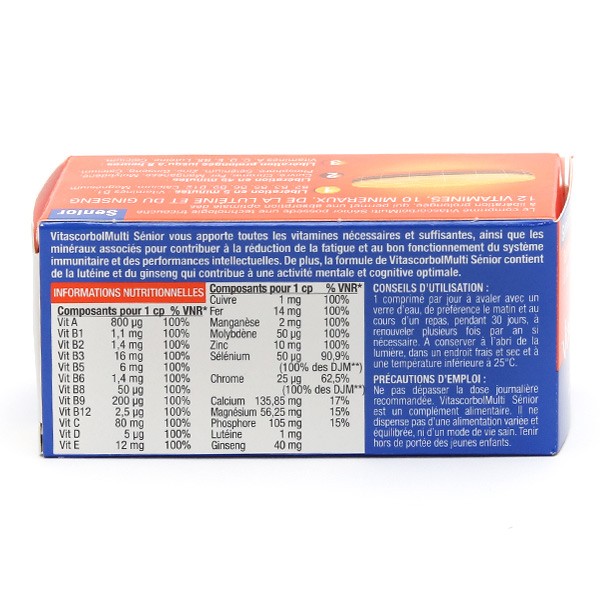 Senior
12 VITAMINES, 10 MINÉRAUX, DE LA LUTÉINE ET DU GINSENG
Libération en 5 minutes
Libération en 45 minutes
Libération prolongée jusqu'à 8 heures
VitascorbolMulti Sénior vous apporte toutes les vitamines nécessaires et suffisantes, ainsi que les
minéraux associés pour contribuer à la réduction de la fatigue et au bon fonctionnement du système
immunitaire et des performances intellectuelles. De plus, la formule de VitascorbolMulti Sénior contient
de la lutéine et du ginseng qui contribue à une activité mentale et cognitive optimale.
INFORMATIONS NUTRITIONNELLES
Composants pour 1 cp % VNR*
Vit A 800 µg 100%
Vit B1 1,1 mg 100%
Vit B2 1,4 mg 100%
Vit B3 16 mg 100%
Vit B5 6 mg 100%
Vit B6 1,4 mg 100%
Vit B8 50 µg 100%
Vit B9 200 µg 100%
Vit B12 2,5 µg 100%
Vit C 80 mg 100%
Vit D 5 µg 100%
Vit E 12 mg 100%
Composants pour 1 cp % VNR*
Cuivre 1 mg 100%
Fer 14 mg 100%
Manganèse 2 mg 100%
Molybdène 50 µg 100%
Zinc 10 mg 100%
Sélénium 50 µg 90,9%
(100% des DJM**)
Chrome 25 µg 62,5%
(100% des DJM**)
Calcium 135,85 mg 17%
Magnésium 56,25 mg 15%
Phosphore 105 mg 15%
Lutéine 1 mg
Ginseng 40 mg
CONSEILS D'UTILISATION :
1 comprimé par jour à avaler avec un
verre d'eau, de préférence le matin et au
cours d'un repas, pendant 30 jours, à
renouveler plusieurs fois par an si
nécessaire. A conserver à l'abri de la
lumière, dans un endroit frais et sec et à
une température inférieure à 25°C.
PRÉCAUTIONS D'EMPLOI :
Ne pas dépasser la dose journalière
recommandée. VitascorbolMulti Sénior
est un complément alimentaire. Il ne
dispense pas d'une alimentation variée et
équilibrée, ni d'un mode de vie sain. Tenir
hors de portée des jeunes enfants.